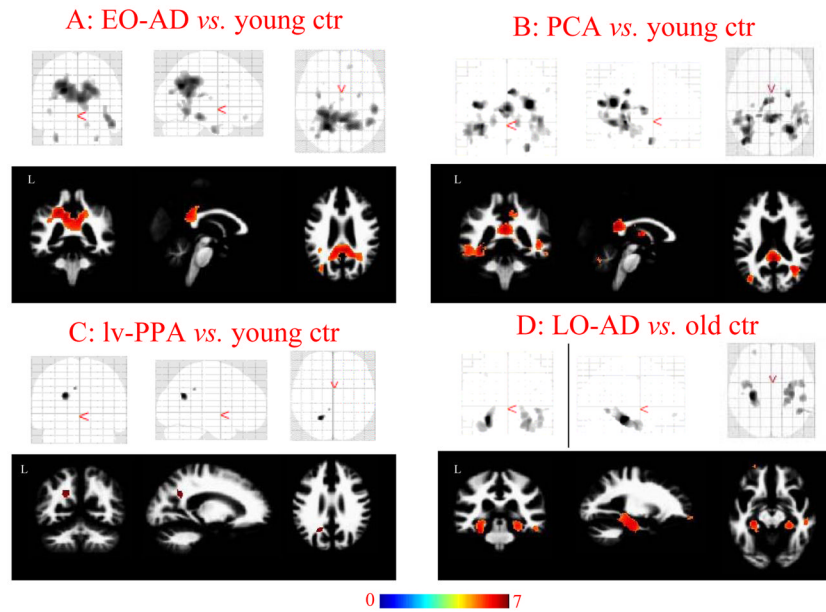 A: EO-AD vs. young ctr
B: PCA vs. young ctr
L
L
C: lv-PPA vs. young ctr
D: LO-AD vs. old ctr
L
L
0 7